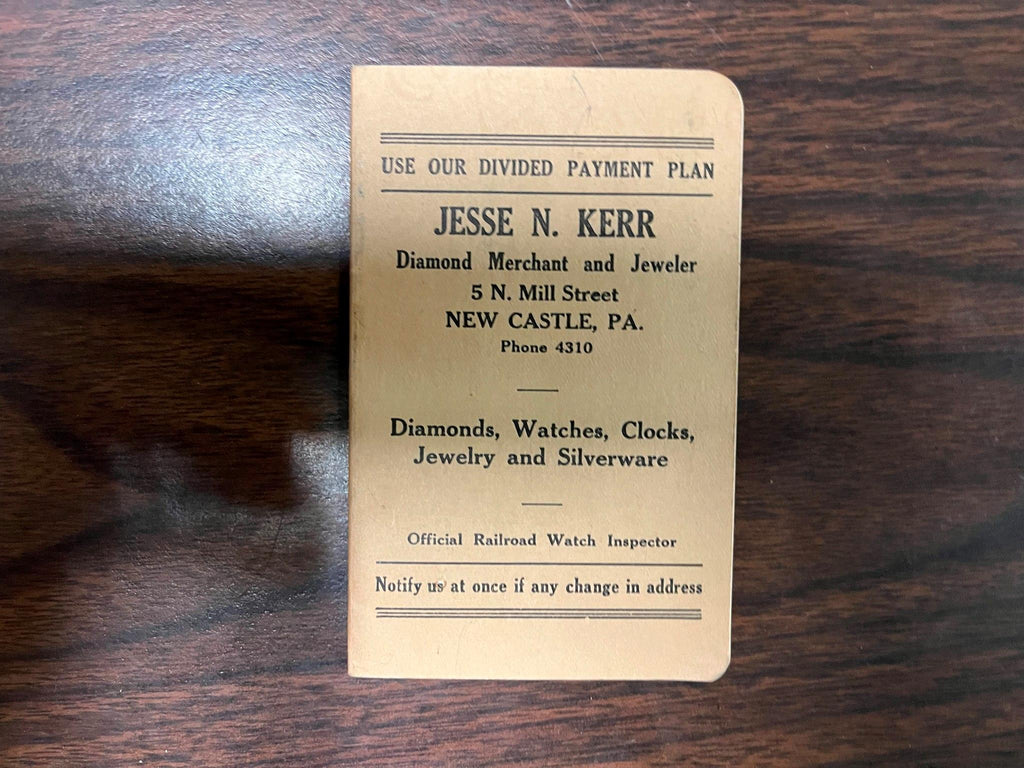 USE OUR DIVIDED PAYMENT PLAN
JESSE N. KERR
Diamond Merchant and Jeweler
5 N. Mill Street
NEW CASTLE, PA.
Phone 4310
Diamonds, Watches, Clocks,
Jewelry and Silverware
Official Railroad Watch Inspector
Notify us at once if any change in address